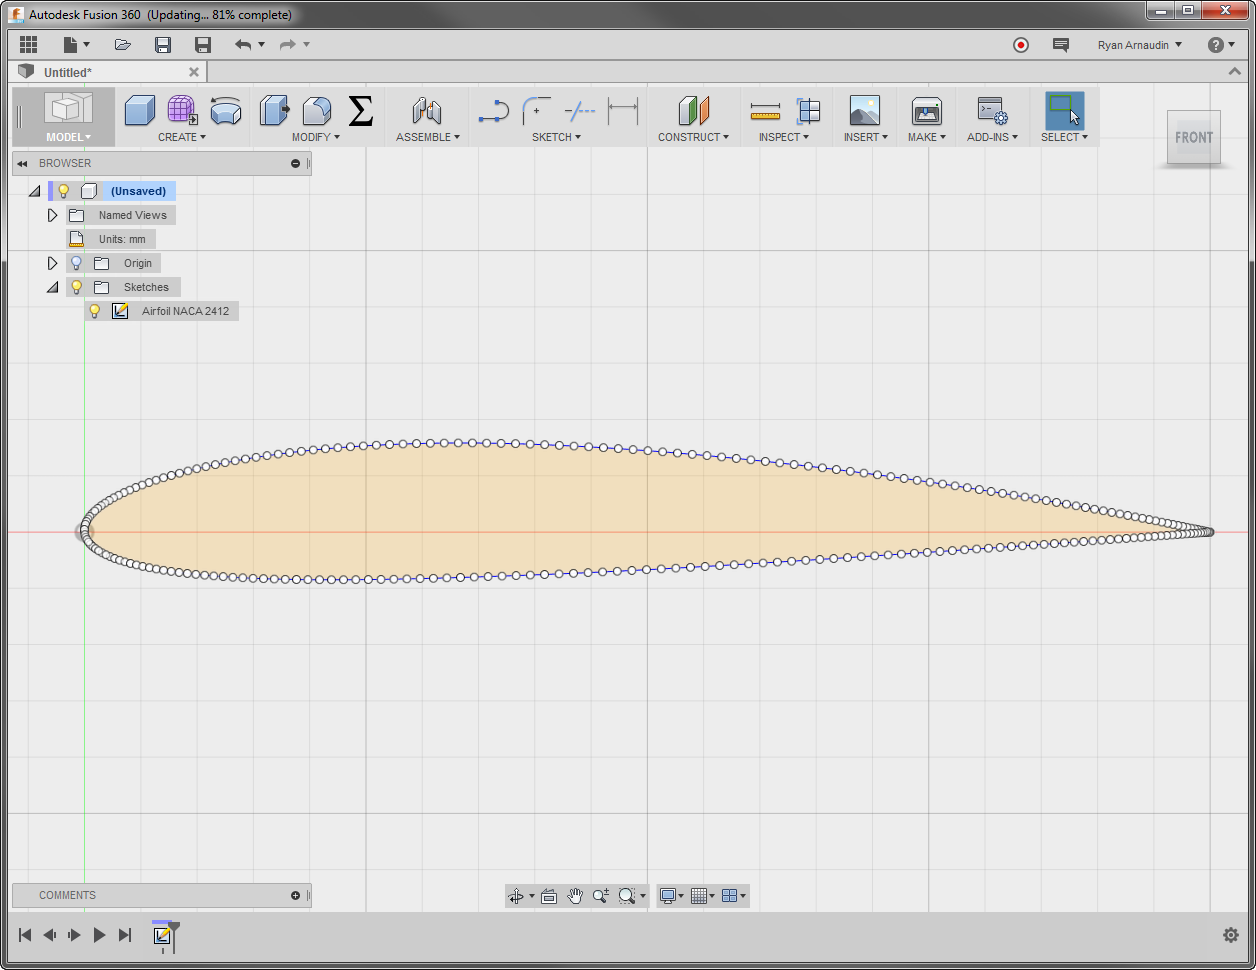 Autodesk Fusion 360 (Updating... 81% complete)
Ryan Arnaudin
Untitled*
MODEL CREATE MODIFY ASSEMBLE SKETCH CONSTRUCT INSPECT INSERT MAKE ADD-INS SELECT
FRONT
BROWSER
(Unsaved)
Named Views
Units: mm
Origin
Sketches
Airfoil NACA 2412
COMMENTS